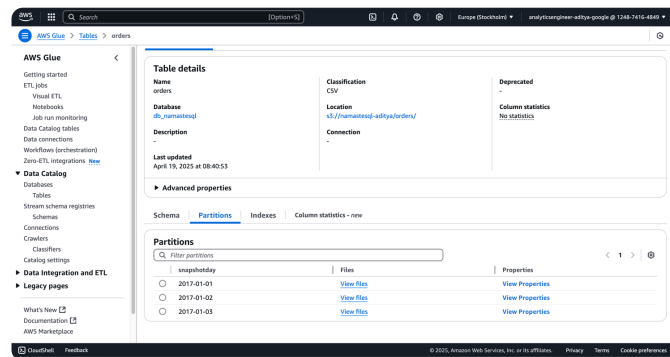 aws Search [Option+S] Europe (Stockholm) ▼ analyticsengineer-aditya-google @ 1248-7416-4849 ▼
AWS Glue > Tables > orders
AWS Glue
Getting started
ETL jobs
Visual ETL
Notebooks
Job run monitoring
Data Catalog tables
Data connections
Workflows (orchestration)
Zero-ETL integrations New
▼ Data Catalog
Databases
Tables
Stream schema registries
Schemas
Connections
Crawlers
Classifiers
Catalog settings
▶ Data Integration and ETL
▶ Legacy pages
What's New
Documentation
AWS Marketplace
Table details
Name
orders
Classification
CSV
Deprecated
-
Database
db_namastesql
Location
s3://namastesql-aditya/orders/
Column statistics
No statistics
Description
-
Connection
-
Last updated
April 19, 2025 at 08:40:53
▶ Advanced properties
Schema Partitions Indexes Column statistics - new
Partitions
Filter partitions
< 1 >
snapshotday Files Properties
2017-01-01 View files View Properties
2017-01-02 View files View Properties
2017-01-03 View files View Properties
CloudShell Feedback © 2025, Amazon Web Services, Inc. or its affiliates. Privacy Terms Cookie preferences